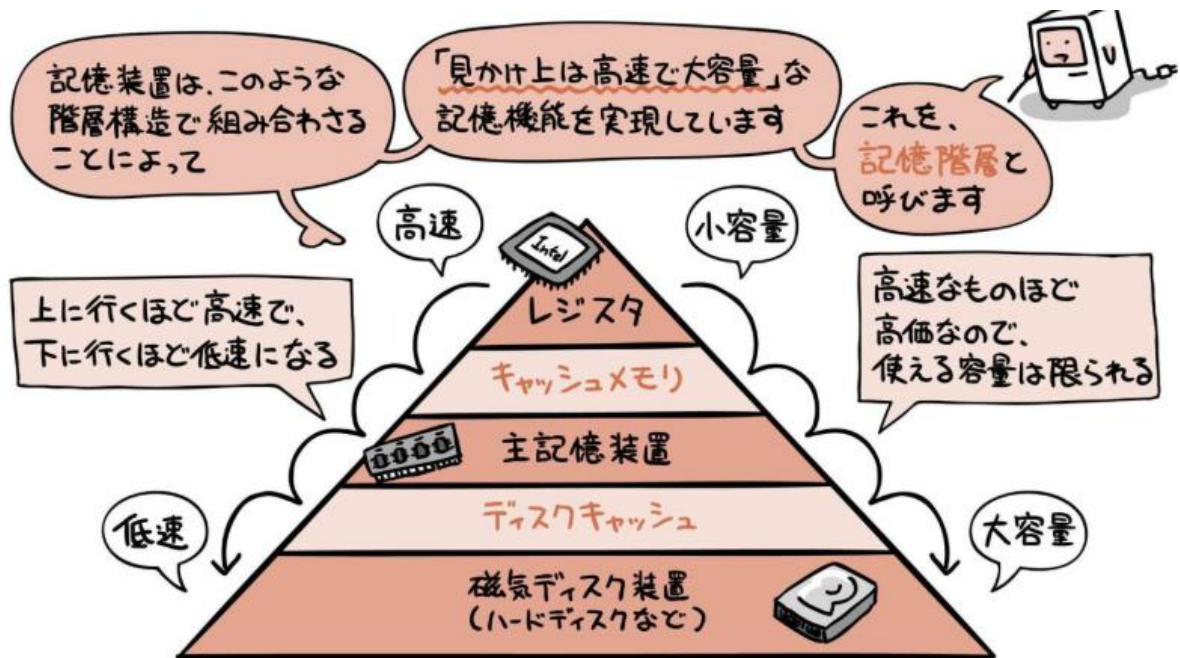 記憶装置は、このような
階層構造で組み合わさる
ことによって
「見かけ上は高速で大容量」な
記憶機能を実現しています
これを、
記憶階層と
呼びます
高速
小容量
Intel
上に行くほど高速で、
下に行くほど低速になる
高速なものほど
高価なので、
使える容量は限られる
レジスタ
キャッシュメモリ
主記憶装置
ディスクキャッシュ
低速
大容量
磁気ディスク装置
(ハードディスクなど)